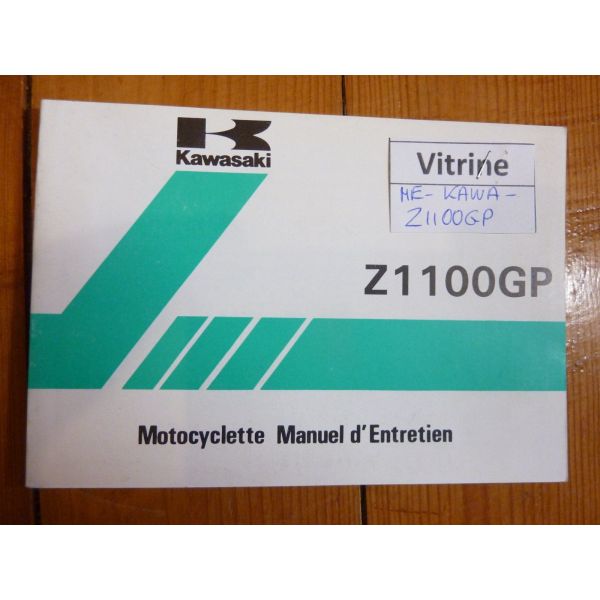 Kawasaki
Vitrine
ME-KAWA-
Z1100GP
Z1100GP
Motocyclette Manuel d'Entretien